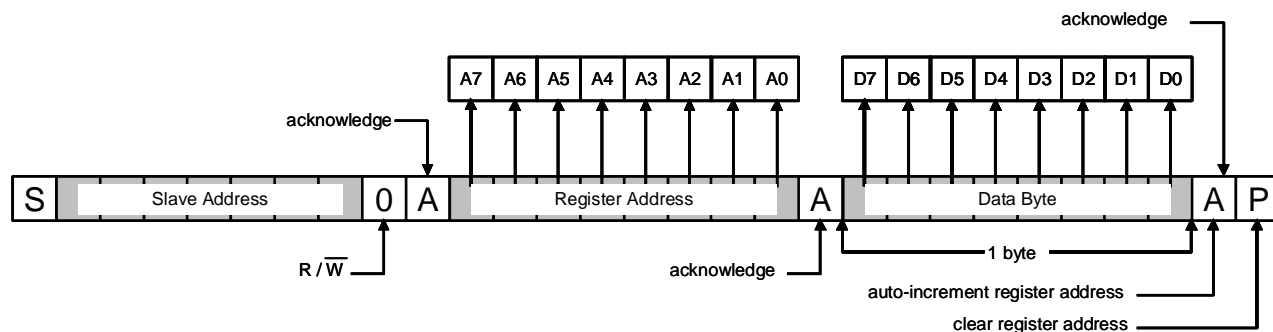 acknowledge
A7 A6 A5 A4 A3 A2 A1 A0 D7 D6 D5 D4 D3 D2 D1 D0
acknowledge
S Slave Address 0 A Register Address A Data Byte A P
R / W acknowledge 1 byte
auto-increment register address
clear register address